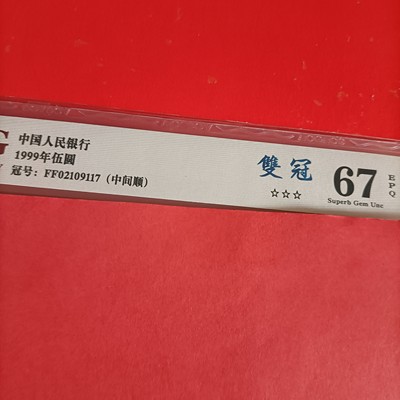 G
中国人民银行
1999年伍圆
冠号: FF02109117 (中间顺)
雙冠
☆☆☆
67
EPQ
Superb Gem Unc